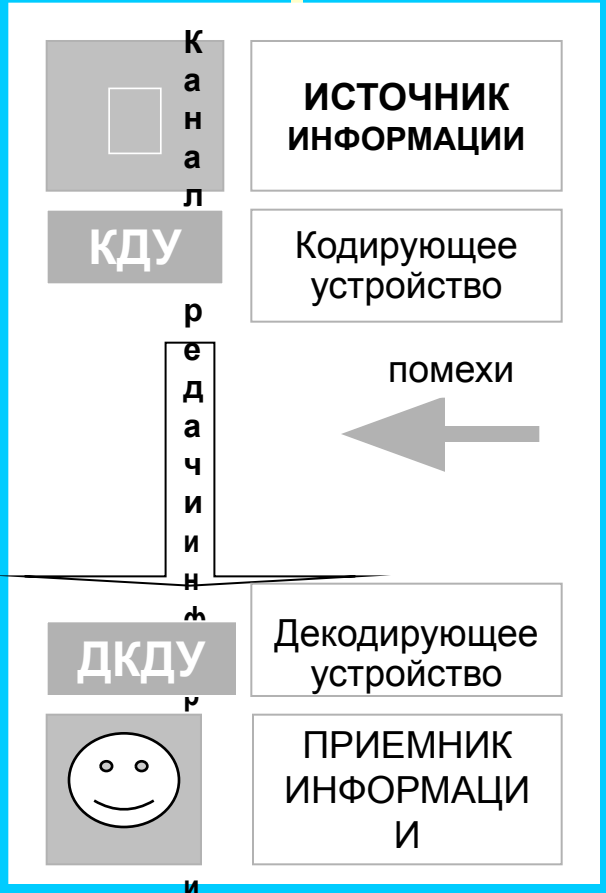 Канал
редачи
инф
ИСТОЧНИК
ИНФОРМАЦИИ
КДУ
Кодирующее
устройство
помехи
ДКДУ
Декодирующее
устройство
ПРИЕМНИК
ИНФОРМАЦИ
И
и